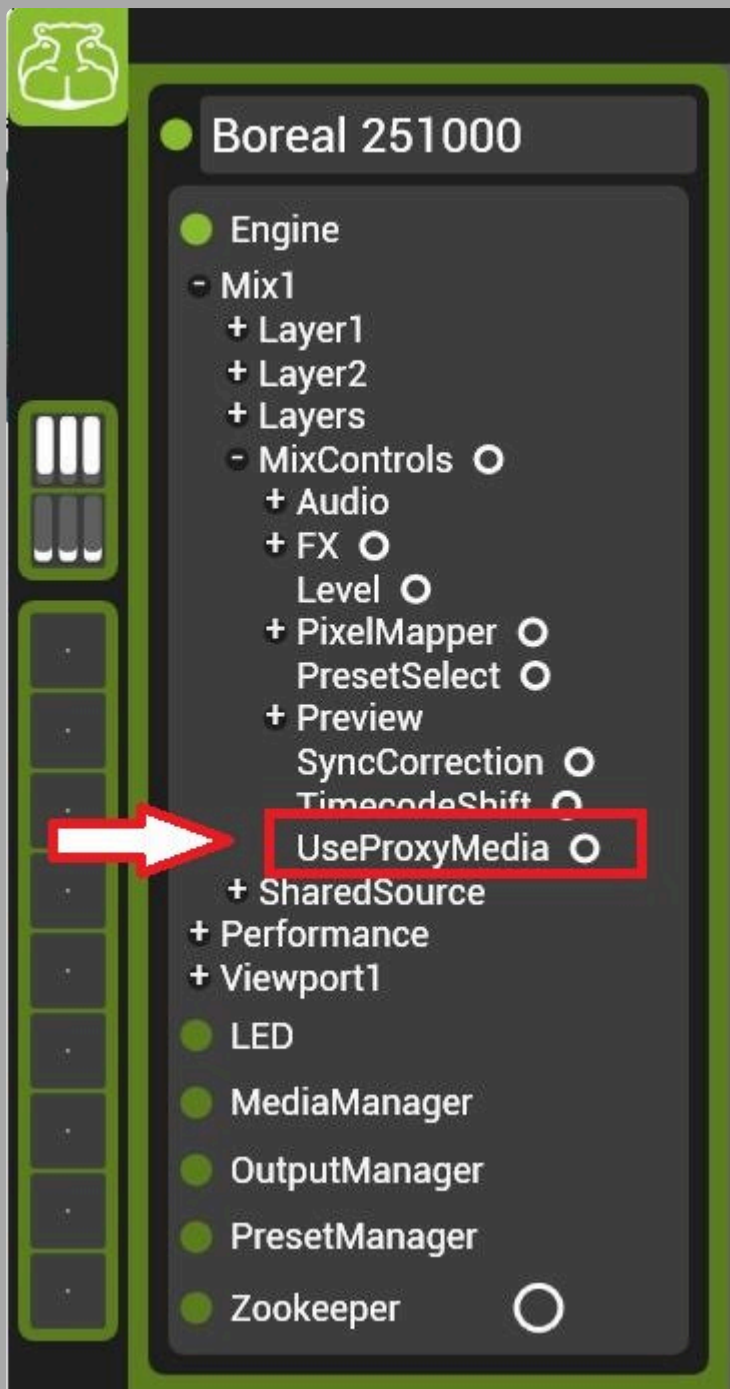 Boreal 251000
Engine
- Mix1
+ Layer1
+ Layer2
+ Layers
- MixControls
+ Audio
+ FX
Level
+ PixelMapper
PresetSelect
+ Preview
SyncCorrection
TimecodeShift
UseProxyMedia
+ SharedSource
+ Performance
+ Viewport1
LED
MediaManager
OutputManager
PresetManager
Zookeeper